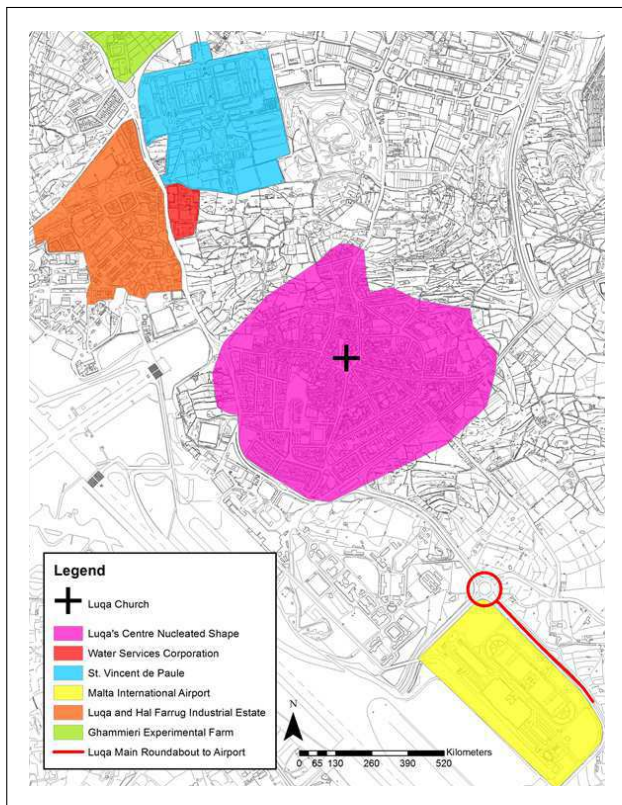 Legend
Luqa Church
Luqa's Centre Nucleated Shape
Water Services Corporation
St. Vincent de Paule
Malta International Airport
Luqa and Hal Farrug Industrial Estate
Ghammieri Experimental Farm
Luqa Main Roundabout to Airport
N
Kilometers
0 65 130 260 390 520